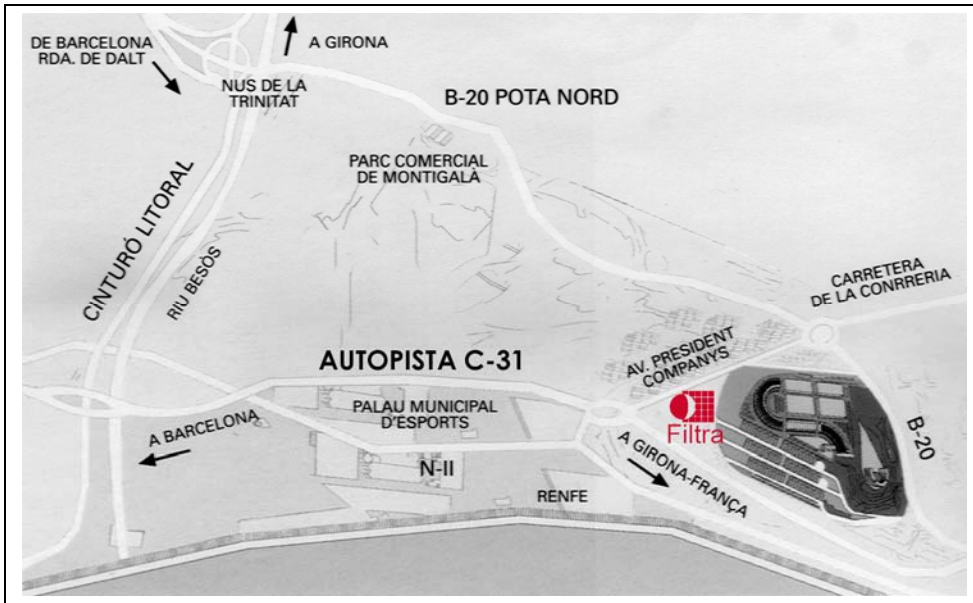 DE BARCELONA
RDA. DE DALT
A GIRONA
NUS DE LA
TRINITAT
B-20 POTA NORD
PARC COMERCIAL
DE MONTIGALÀ
CINTURÓ LITORAL
RIU BESÒS
CARRETERA
DE LA CONRRERIA
AV. PRESIDENT
COMPANYS
AUTOPISTA C-31
PALAU MUNICIPAL
D'ESPORTS
Filtra
A BARCELONA
N-II
A GIRONA-FRANÇA
B-20
RENFE